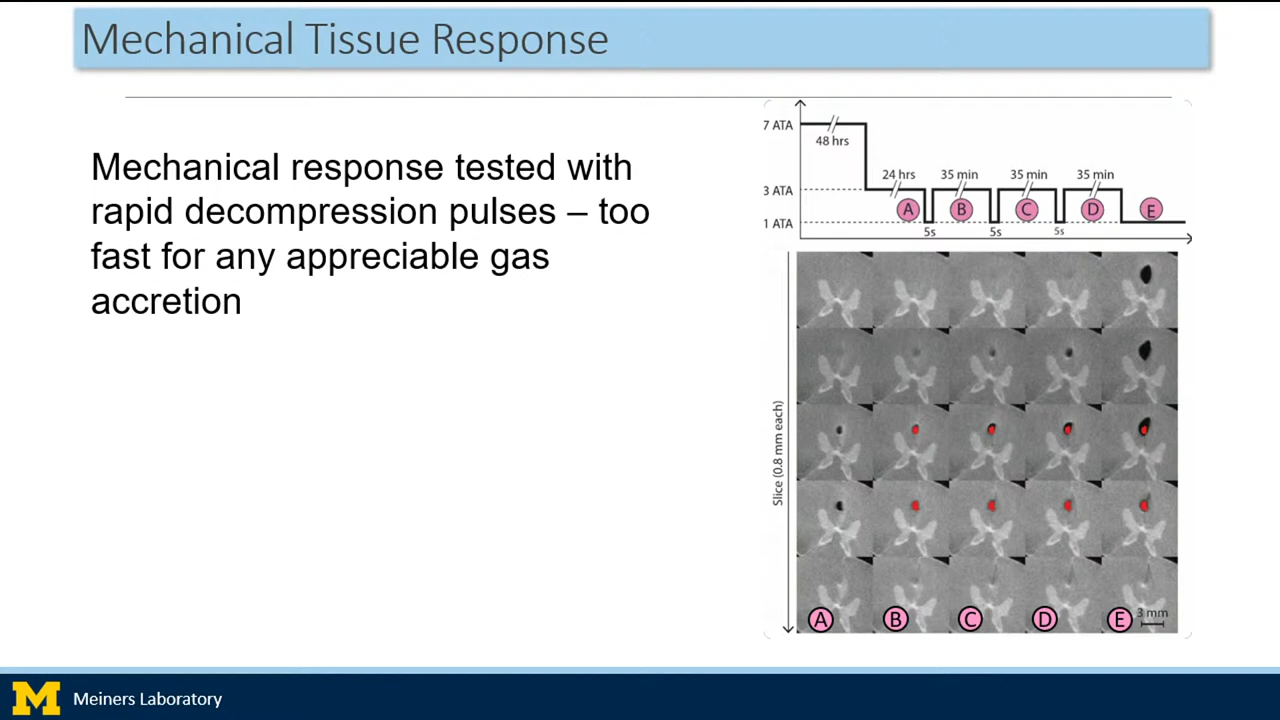 Mechanical Tissue Response
Mechanical response tested with
rapid decompression pulses – too
fast for any appreciable gas
accretion
7 ATA
48 hrs
24 hrs
35 min
35 min
35 min
3 ATA
A
B
C
D
E
1 ATA
5s
5s
5s
Slice (0.8 mm each)
A
B
C
D
E
3 mm
M
Meiners Laboratory